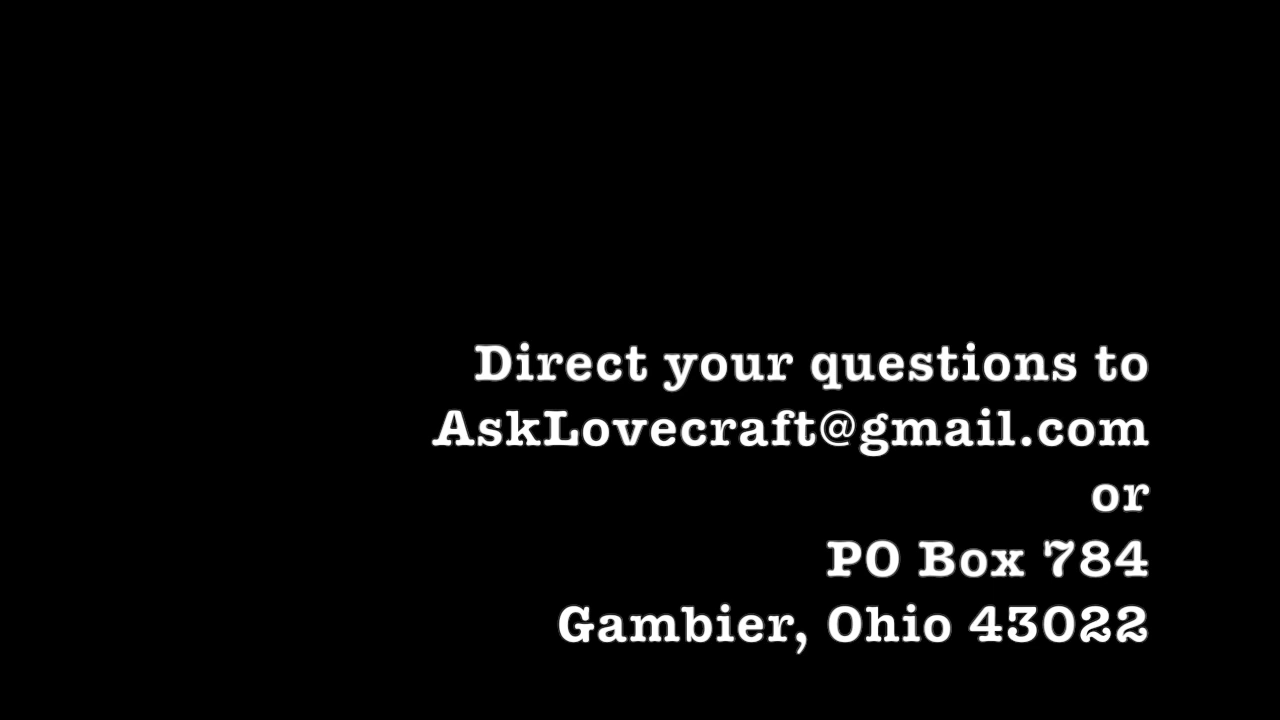 Direct your questions to
AskLovecraft@gmail.com
or
PO Box 784
Gambier, Ohio 43022